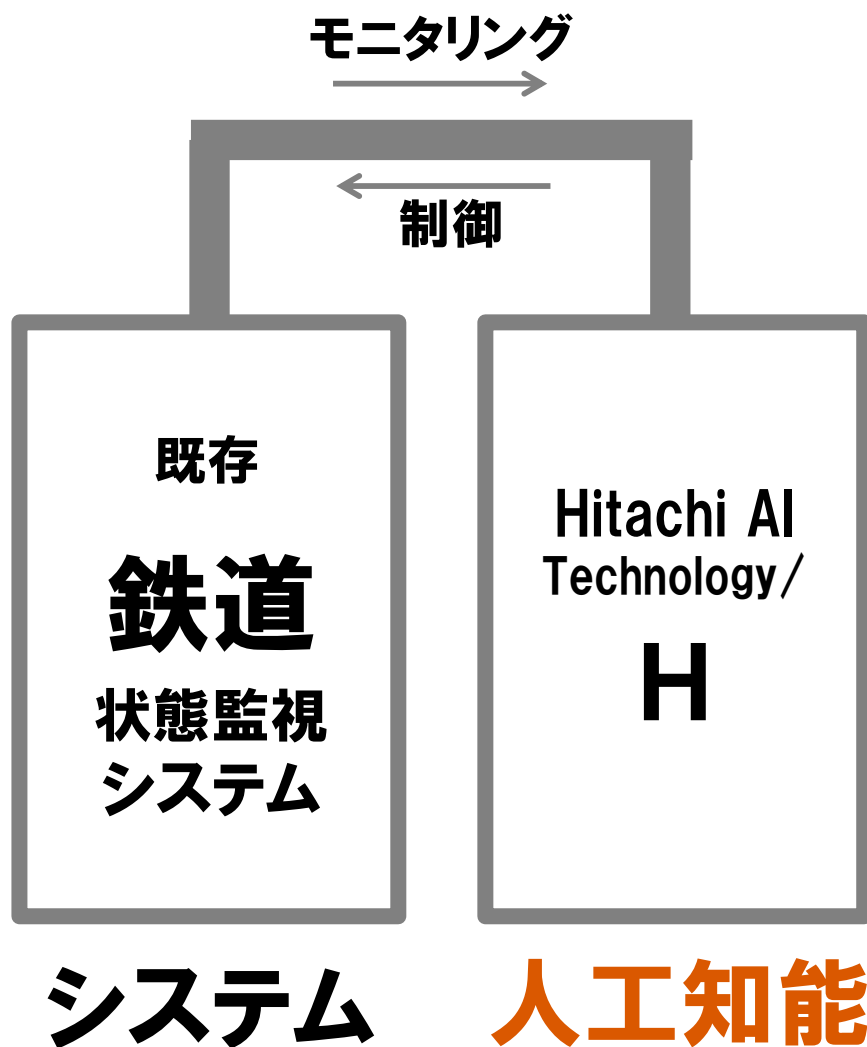 モニタリング
制御
既存
鉄道
状態監視
システム
Hitachi AI
Technology/
H
システム
人工知能